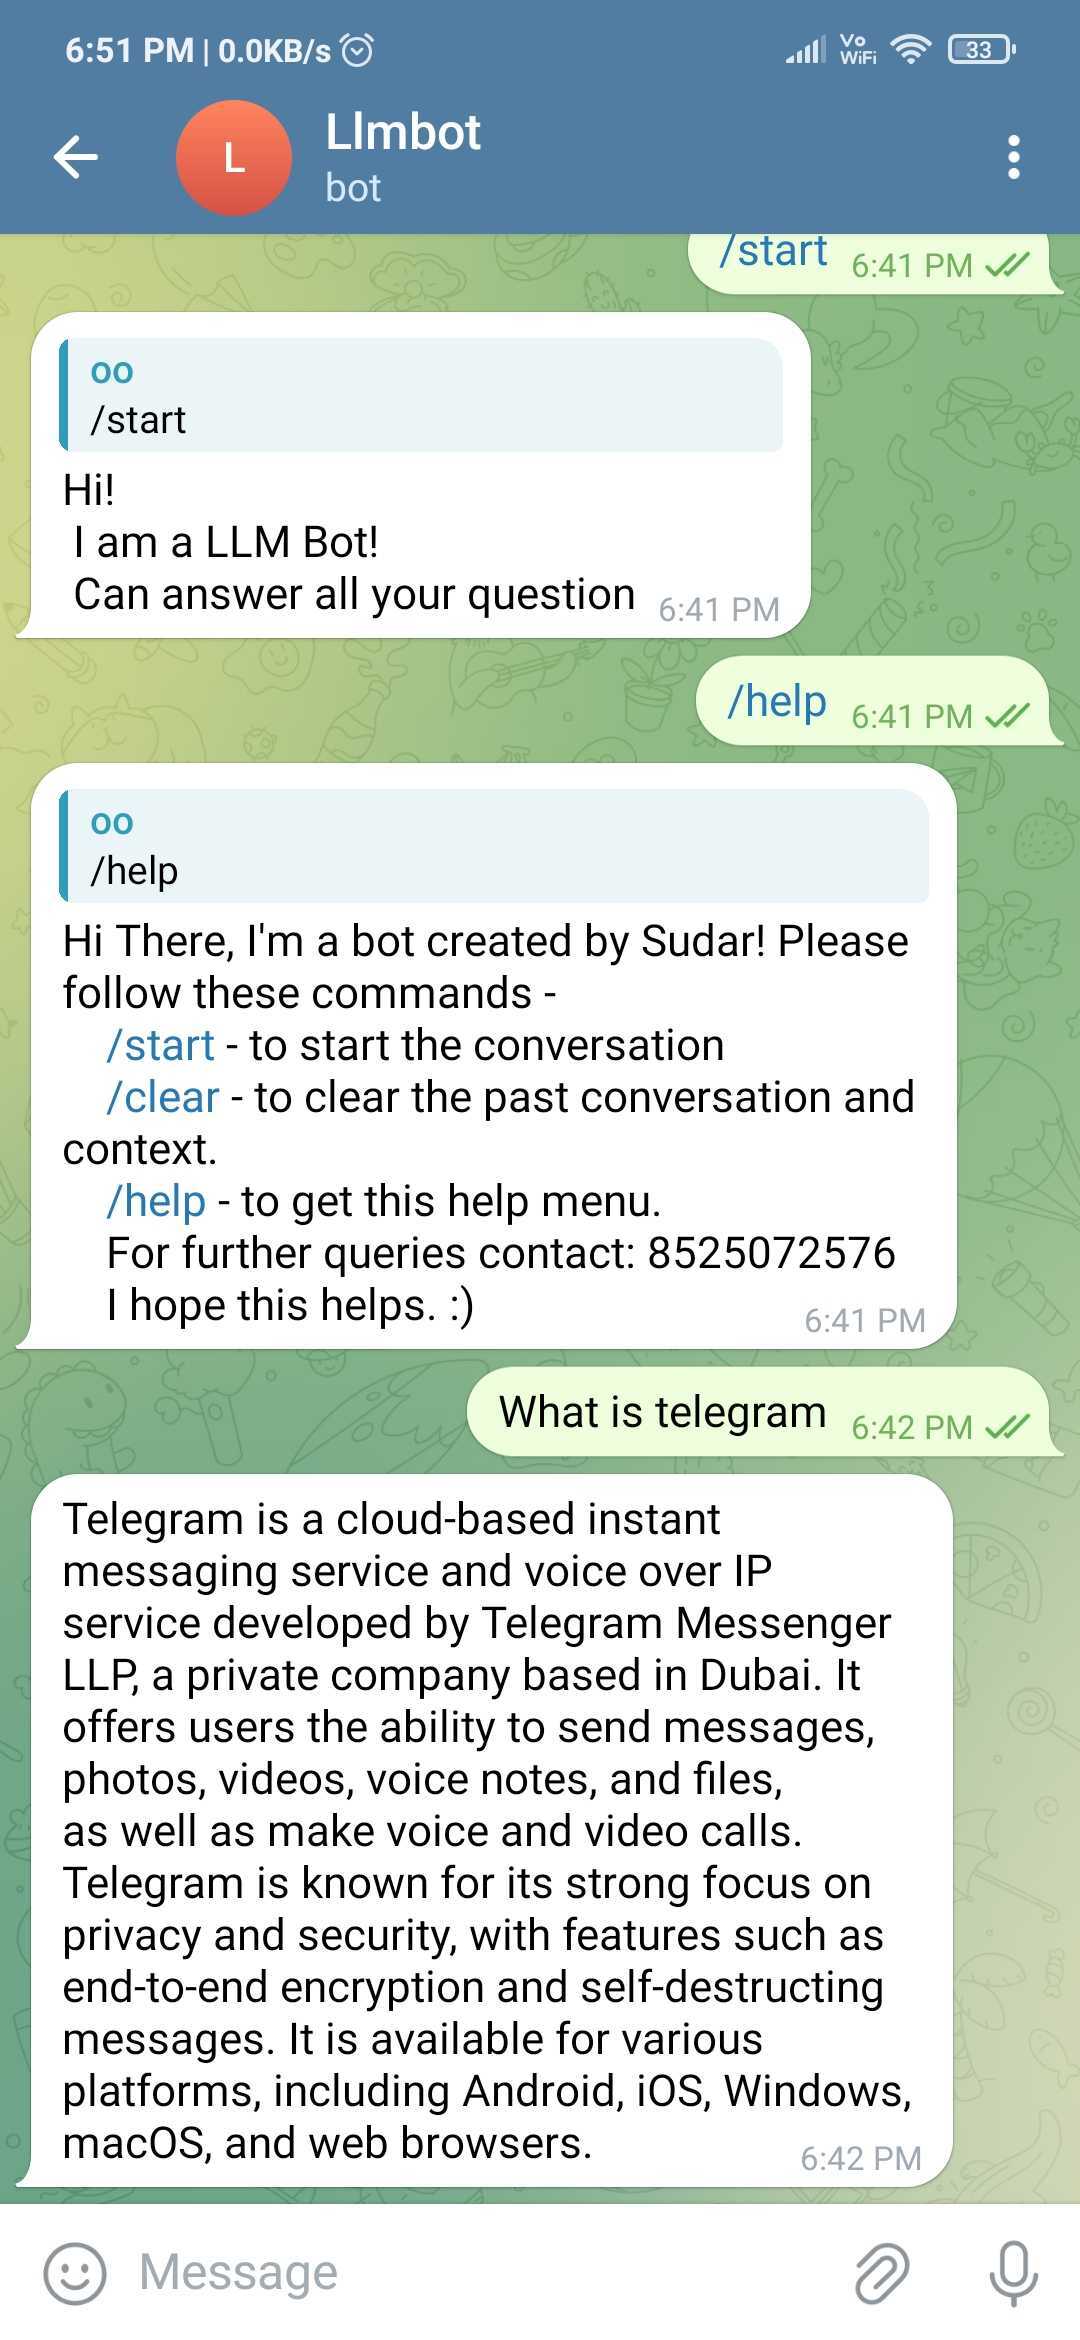 6:51 PM | 0.0KB/s
Vo
WiFi
33
L
Llmbot
bot
/start 6:41 PM
oo
/start
Hi!
I am a LLM Bot!
Can answer all your question 6:41 PM
/help 6:41 PM
oo
/help
Hi There, I'm a bot created by Sudar! Please
follow these commands -
/start - to start the conversation
/clear - to clear the past conversation and
context.
/help - to get this help menu.
For further queries contact: 8525072576
I hope this helps. :)
6:41 PM
What is telegram 6:42 PM
Telegram is a cloud-based instant
messaging service and voice over IP
service developed by Telegram Messenger
LLP, a private company based in Dubai. It
offers users the ability to send messages,
photos, videos, voice notes, and files,
as well as make voice and video calls.
Telegram is known for its strong focus on
privacy and security, with features such as
end-to-end encryption and self-destructing
messages. It is available for various
platforms, including Android, iOS, Windows,
macOS, and web browsers.
6:42 PM
Message